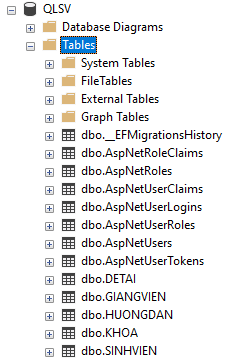 QLSV
Database Diagrams
Tables
System Tables
FileTables
External Tables
Graph Tables
dbo.__EFMigrationsHistory
dbo.AspNetRoleClaims
dbo.AspNetRoles
dbo.AspNetUserClaims
dbo.AspNetUserLogins
dbo.AspNetUserRoles
dbo.AspNetUsers
dbo.AspNetUserTokens
dbo.DETAI
dbo.GIANGVIEN
dbo.HUONGDAN
dbo.KHOA
dbo.SINHVIEN